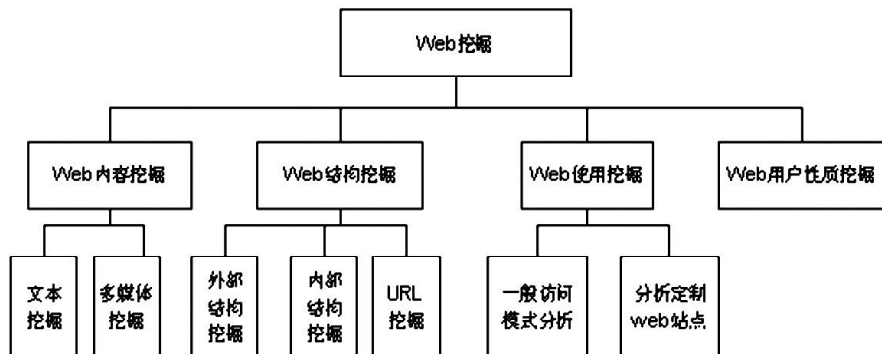 Web挖掘
Web内容挖掘
Web结构挖掘
Web使用挖掘
Web用户性质挖掘
文本
挖掘
多媒体
挖掘
外部
结构
挖掘
内部
结构
挖掘
URL
挖掘
一般访问
模式分析
分析定制
web站点